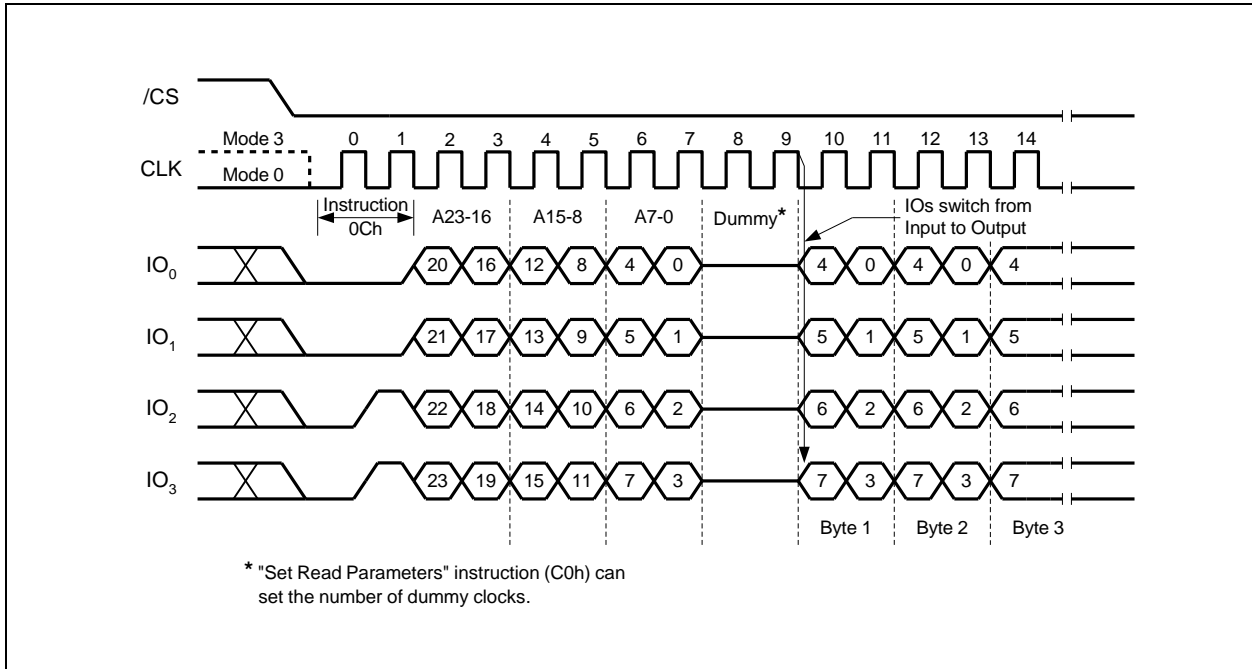 /CS
Mode 3 0 1 2 3 4 5 6 7 8 9 10 11 12 13 14
CLK
Mode 0
Instruction
0Ch
A23-16 A15-8 A7-0 Dummy*
IOs switch from
Input to Output
IO0 20 16 12 8 4 0 4 0 4 0 4
IO1 21 17 13 9 5 1 5 1 5 1 5
IO2 22 18 14 10 6 2 6 2 6 2 6
IO3 23 19 15 11 7 3 7 3 7 3 7
Byte 1 Byte 2 Byte 3
* "Set Read Parameters" instruction (C0h) can
set the number of dummy clocks.